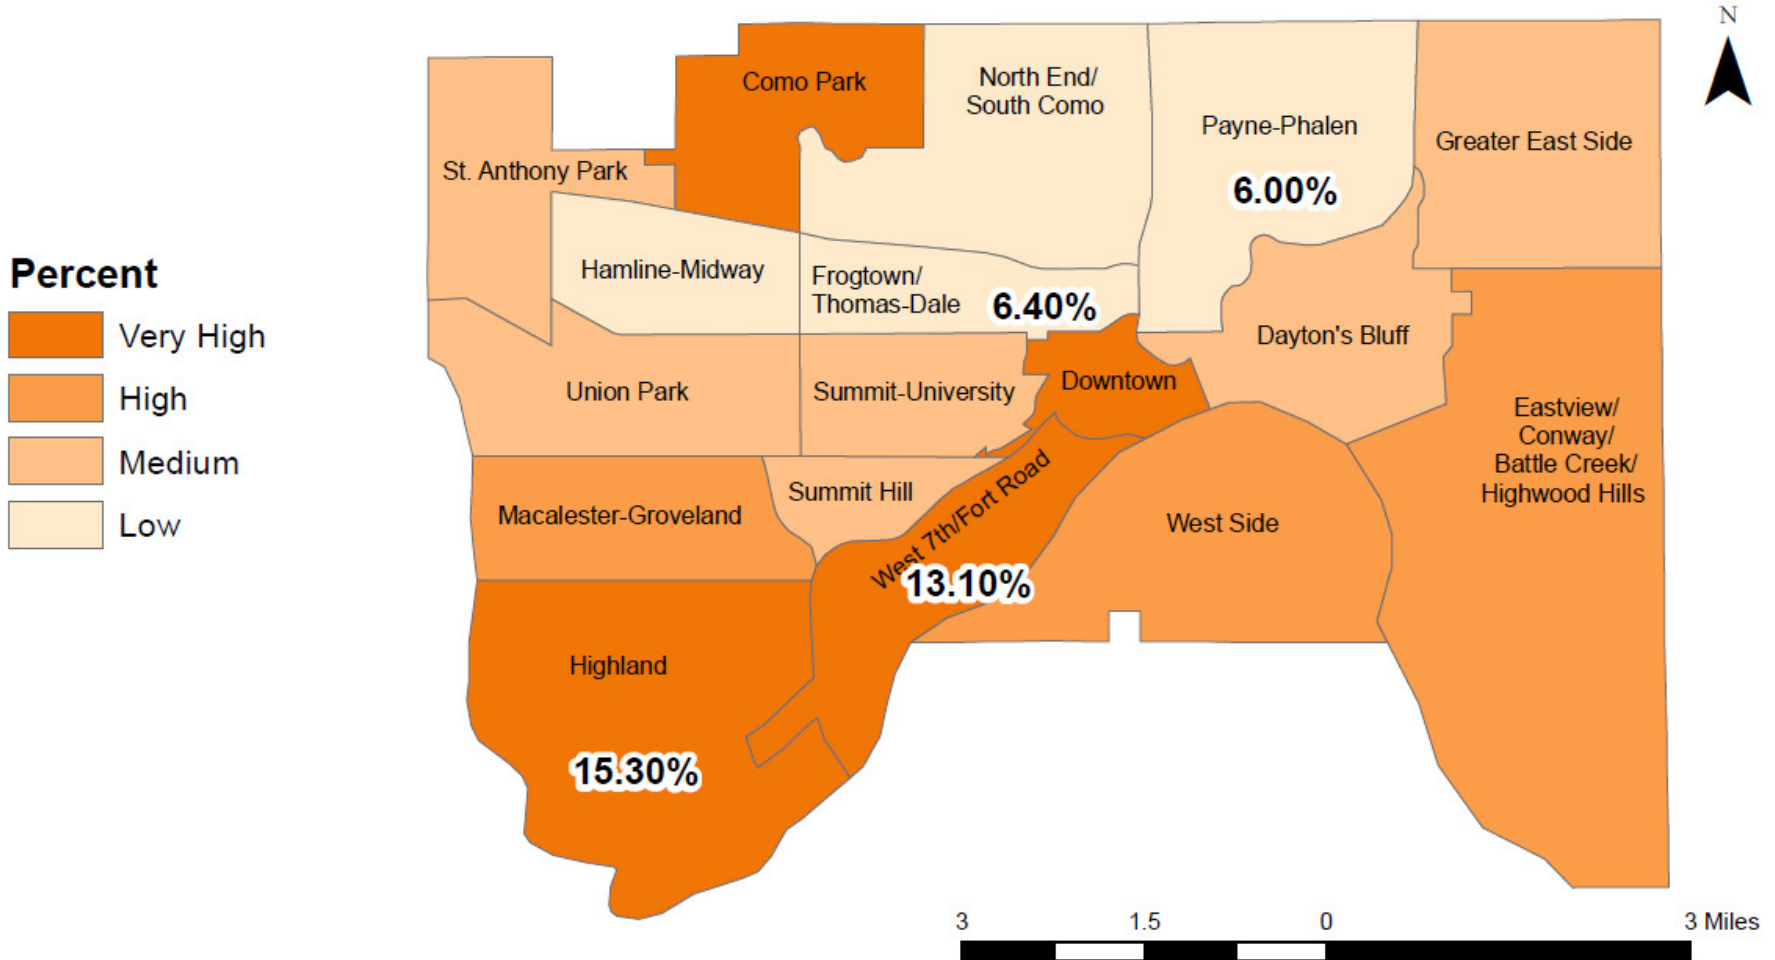 N
Como Park
North End/
South Como
Payne-Phalen
6.00%
Greater East Side
St. Anthony Park
Hamline-Midway
Frogtown/
Thomas-Dale
6.40%
Percent
Very High
High
Medium
Low
Union Park
Summit-University
Downtown
Dayton's Bluff
Eastview/
Conway/
Battle Creek/
Highwood Hills
Macalester-Groveland
Summit Hill
West 7th/Fort Road
13.10%
West Side
Highland
15.30%
3 1.5 0 3 Miles